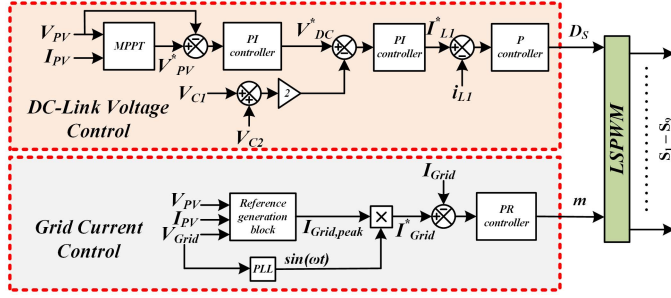 V_PV
I_PV
MPPT
V*_PV
PI
controller
V*_DC
PI
controller
I*_L1
P
controller
D_S
V_C1
V_C2
2
i_L1
DC-Link Voltage
Control
LSPWM
S1 – S9
I_Grid
V_PV
I_PV
V_Grid
Reference
generation
block
I_Grid,peak
×
I*_Grid
PR
controller
m
Grid Current
Control
PLL
sin(ωt)